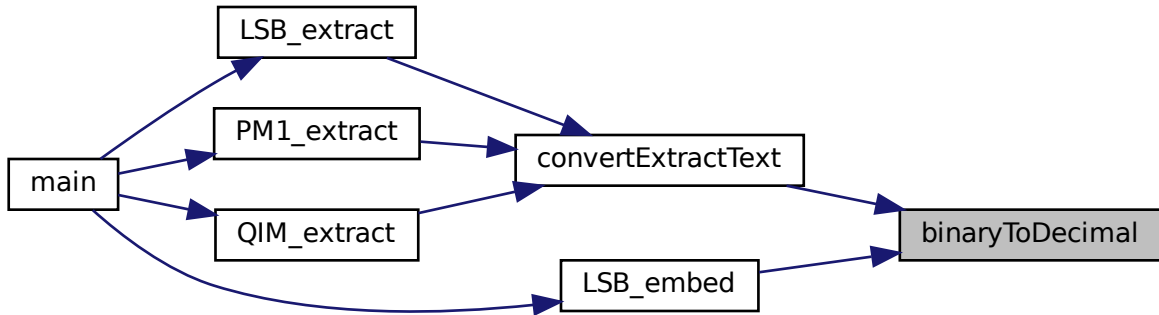 LSB_extract
PM1_extract
convertExtractText
main
QIM_extract
binaryToDecimal
LSB_embed